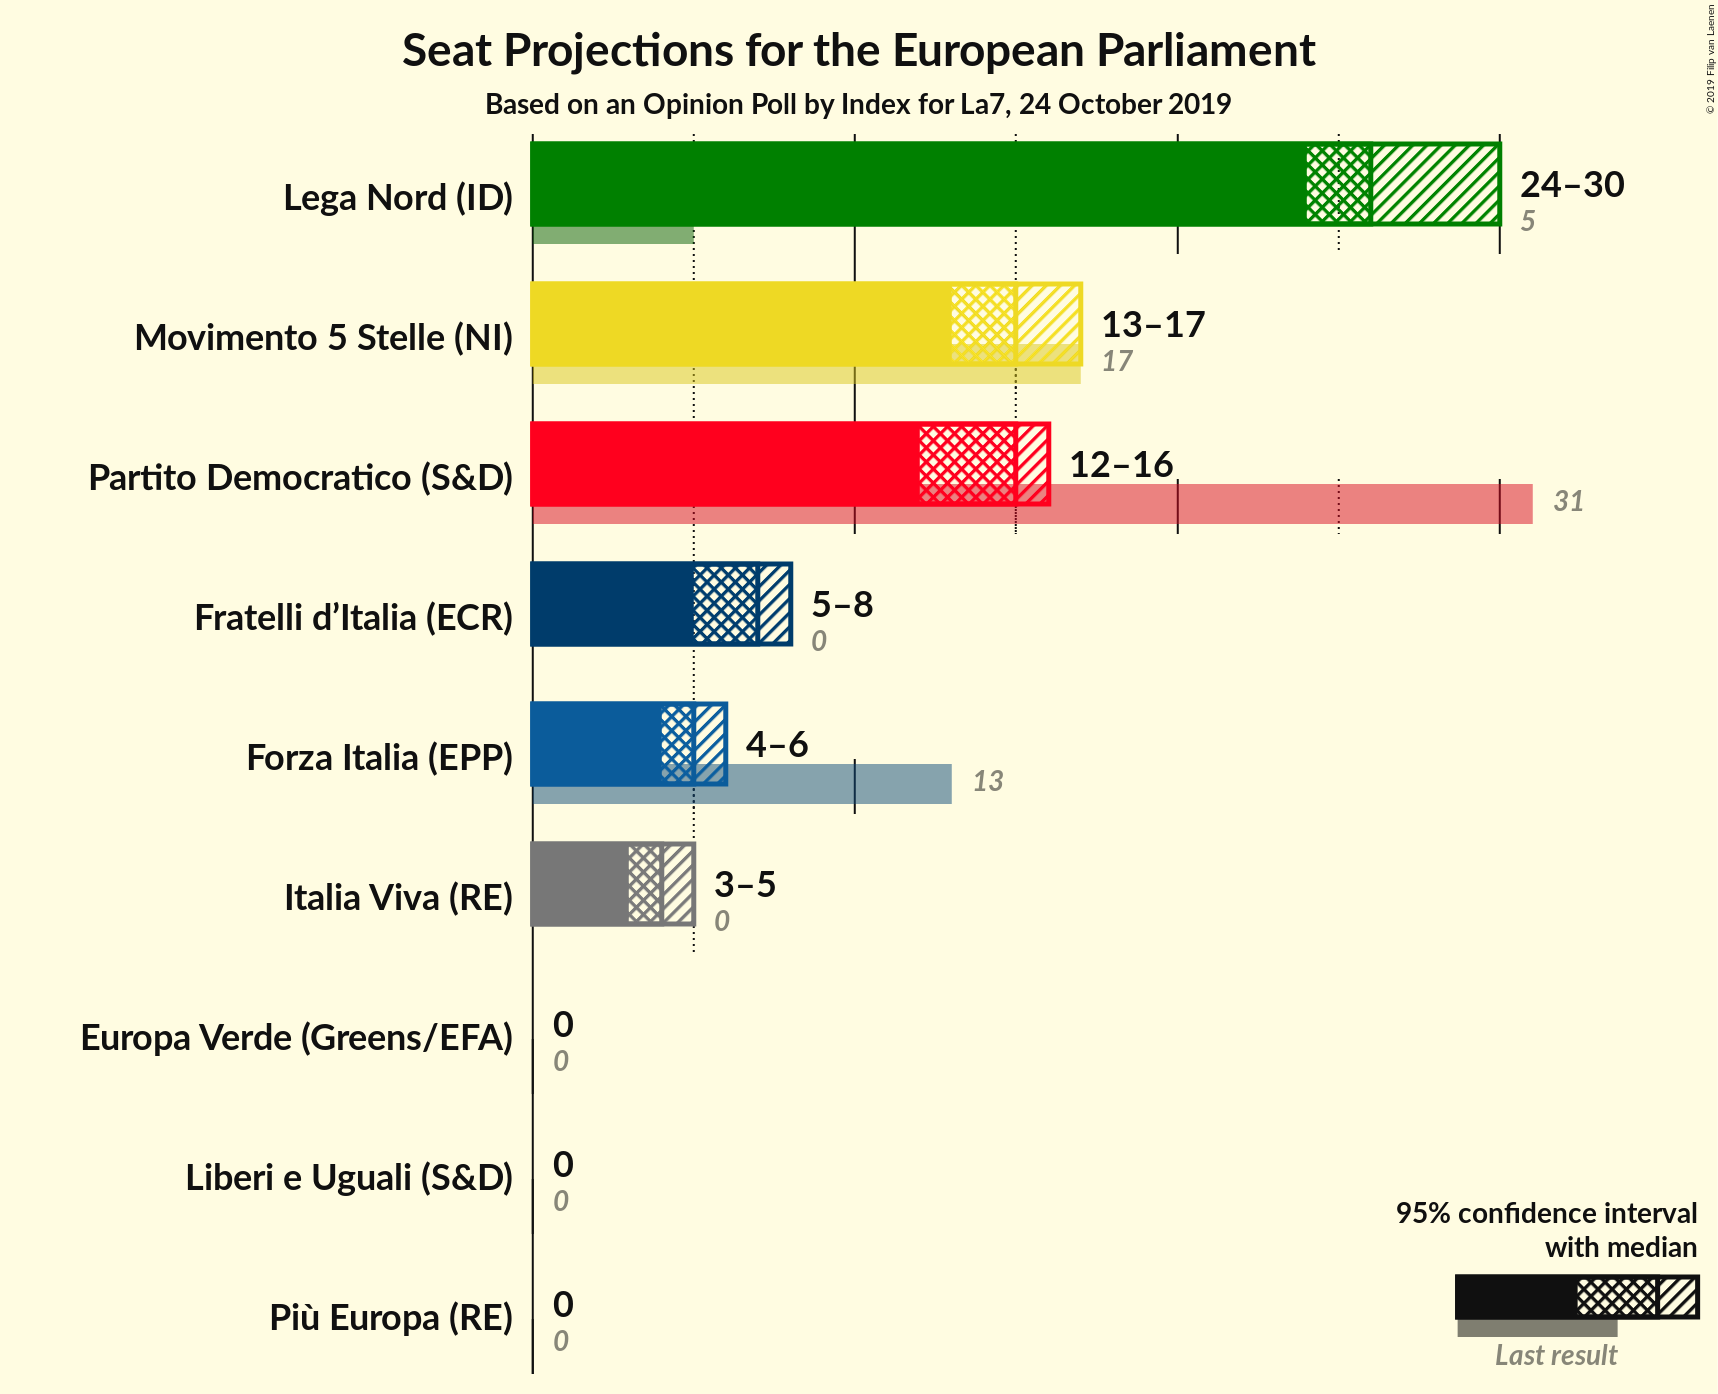 Seat Projections for the European Parliament
Based on an Opinion Poll by Index for La7, 24 October 2019
© 2019 Filip van Laenen
Lega Nord (ID)
24–30
5
Movimento 5 Stelle (NI)
13–17
17
Partito Democratico (S&D)
12–16
31
Fratelli d’Italia (ECR)
5–8
0
Forza Italia (EPP)
4–6
13
Italia Viva (RE)
3–5
0
Europa Verde (Greens/EFA)
0
0
Liberi e Uguali (S&D)
0
0
Più Europa (RE)
0
0
95% confidence interval
with median
Last result